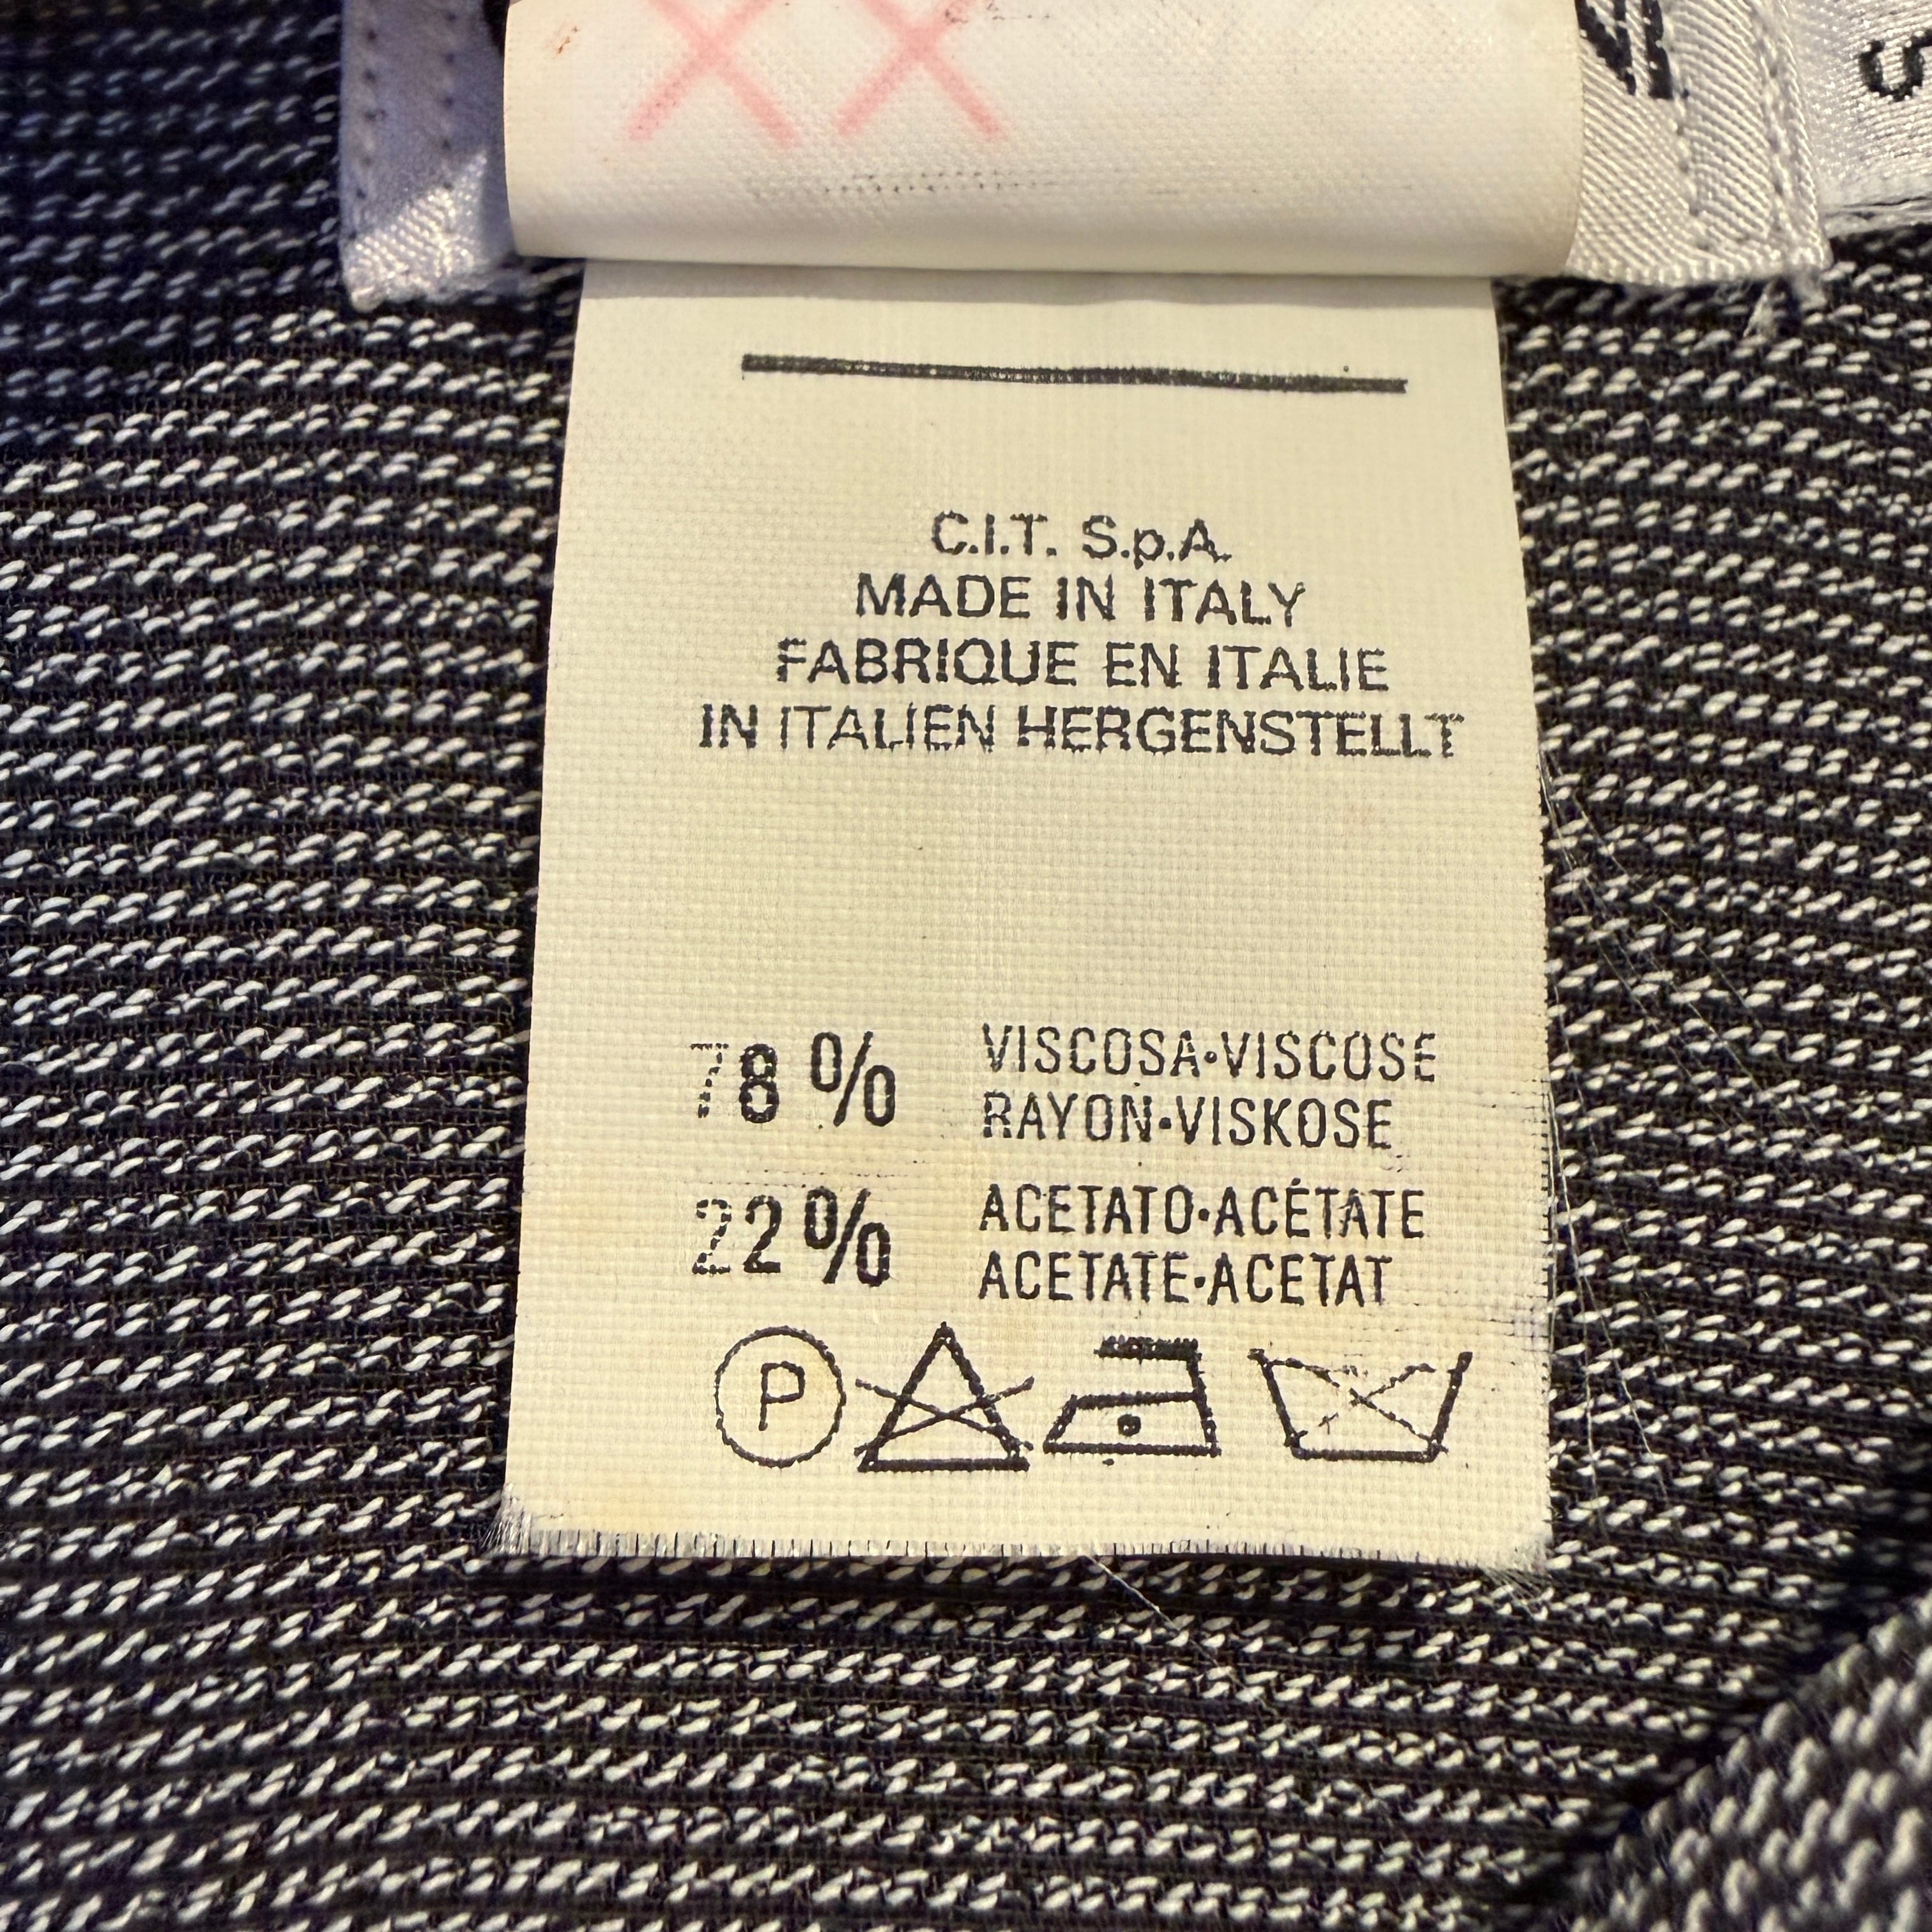 C.I.T. S.p.A.
MADE IN ITALY
FABRIQUE EN ITALIE
IN ITALIEN HERGENSTELLT
78 % VISCOSA•VISCOSE
RAYON•VISKOSE
22 % ACETATO•ACÉTATE
ACETATE•ACETAT
P